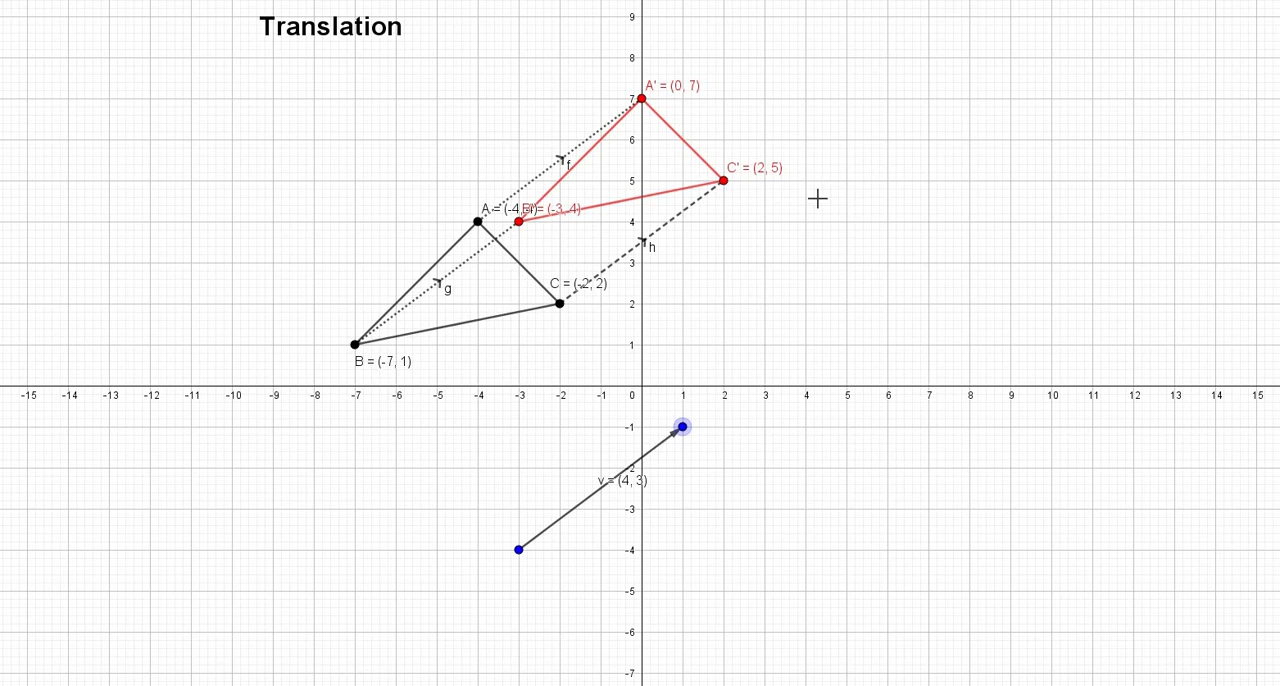 Translation
9
8
A' = (0, 7)
7
6
f
C' = (2, 5)
5
A = (-4, 4)
B' = (-3, 4)
4
3
h
C = (-2, 2)
g
2
1
B = (-7, 1)
-15 -14 -13 -12 -11 -10 -9 -8 -7 -6 -5 -4 -3 -2 -1 0 1 2 3 4 5 6 7 8 9 10 11 12 13 14 15
-1
-2
v = (4, 3)
-3
-4
-5
-6
-7